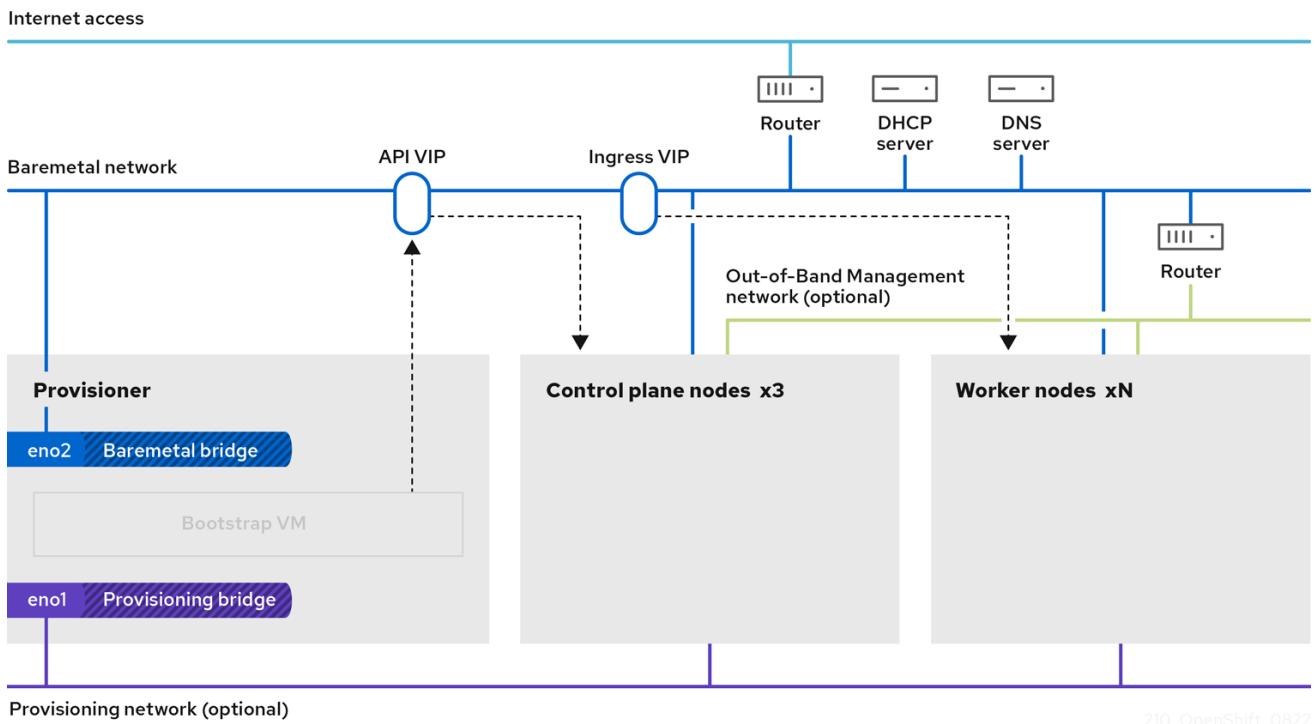 Internet access
Router
DHCP
server
DNS
server
Baremetal network
API VIP
Ingress VIP
Router
Out-of-Band Management
network (optional)
Provisioner
Control plane nodes x3
Worker nodes xN
eno2
Baremetal bridge
Bootstrap VM
eno1
Provisioning bridge
Provisioning network (optional)
210_OpenShift_0822